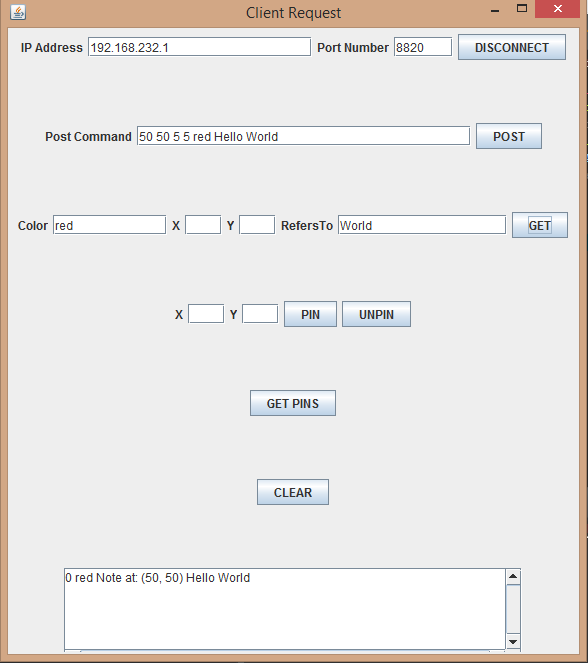 Client Request
IP Address 192.168.232.1 Port Number 8820 DISCONNECT
Post Command 50 50 5 5 red Hello World POST
Color red X Y RefersTo World GET
X Y PIN UNPIN
GET PINS
CLEAR
0 red Note at: (50, 50) Hello World